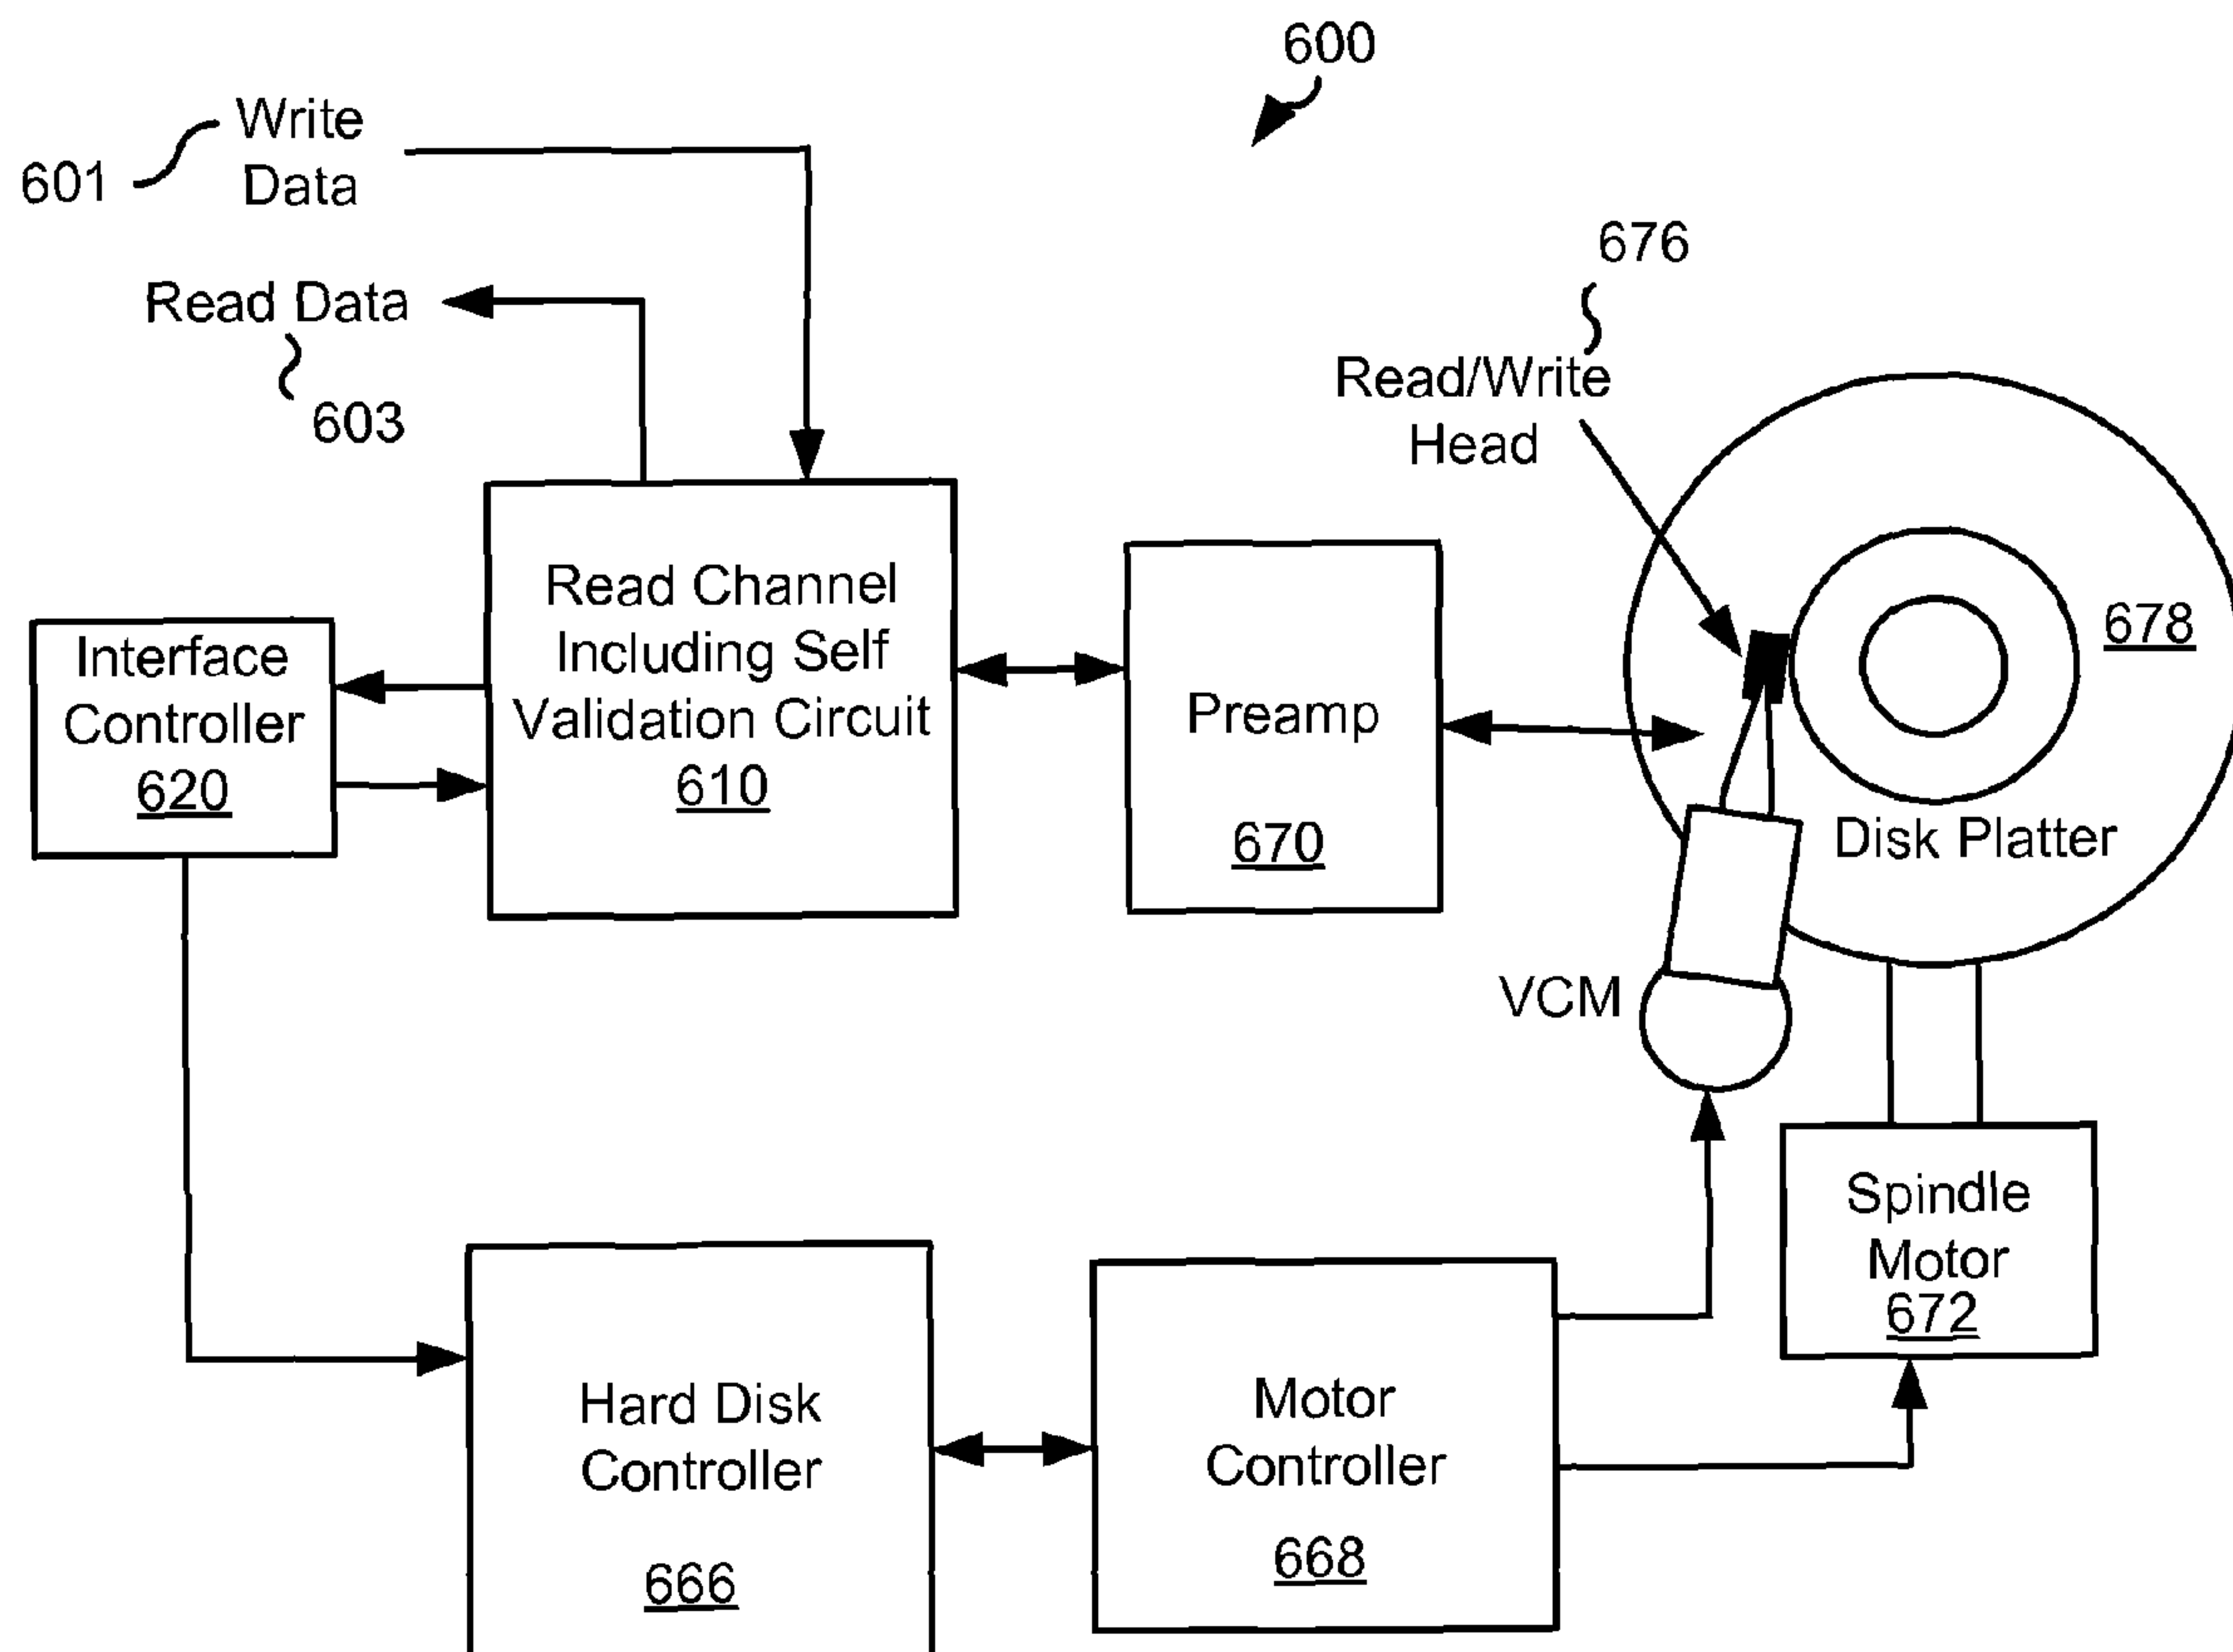 600
Write
Data
601
Read Data
603
676
Read/Write
Head
Read Channel
Including Self
Validation Circuit
610
Interface
Controller
620
Preamp
670
678
Disk Platter
VCM
Spindle
Motor
672
Hard Disk
Controller
666
Motor
Controller
668